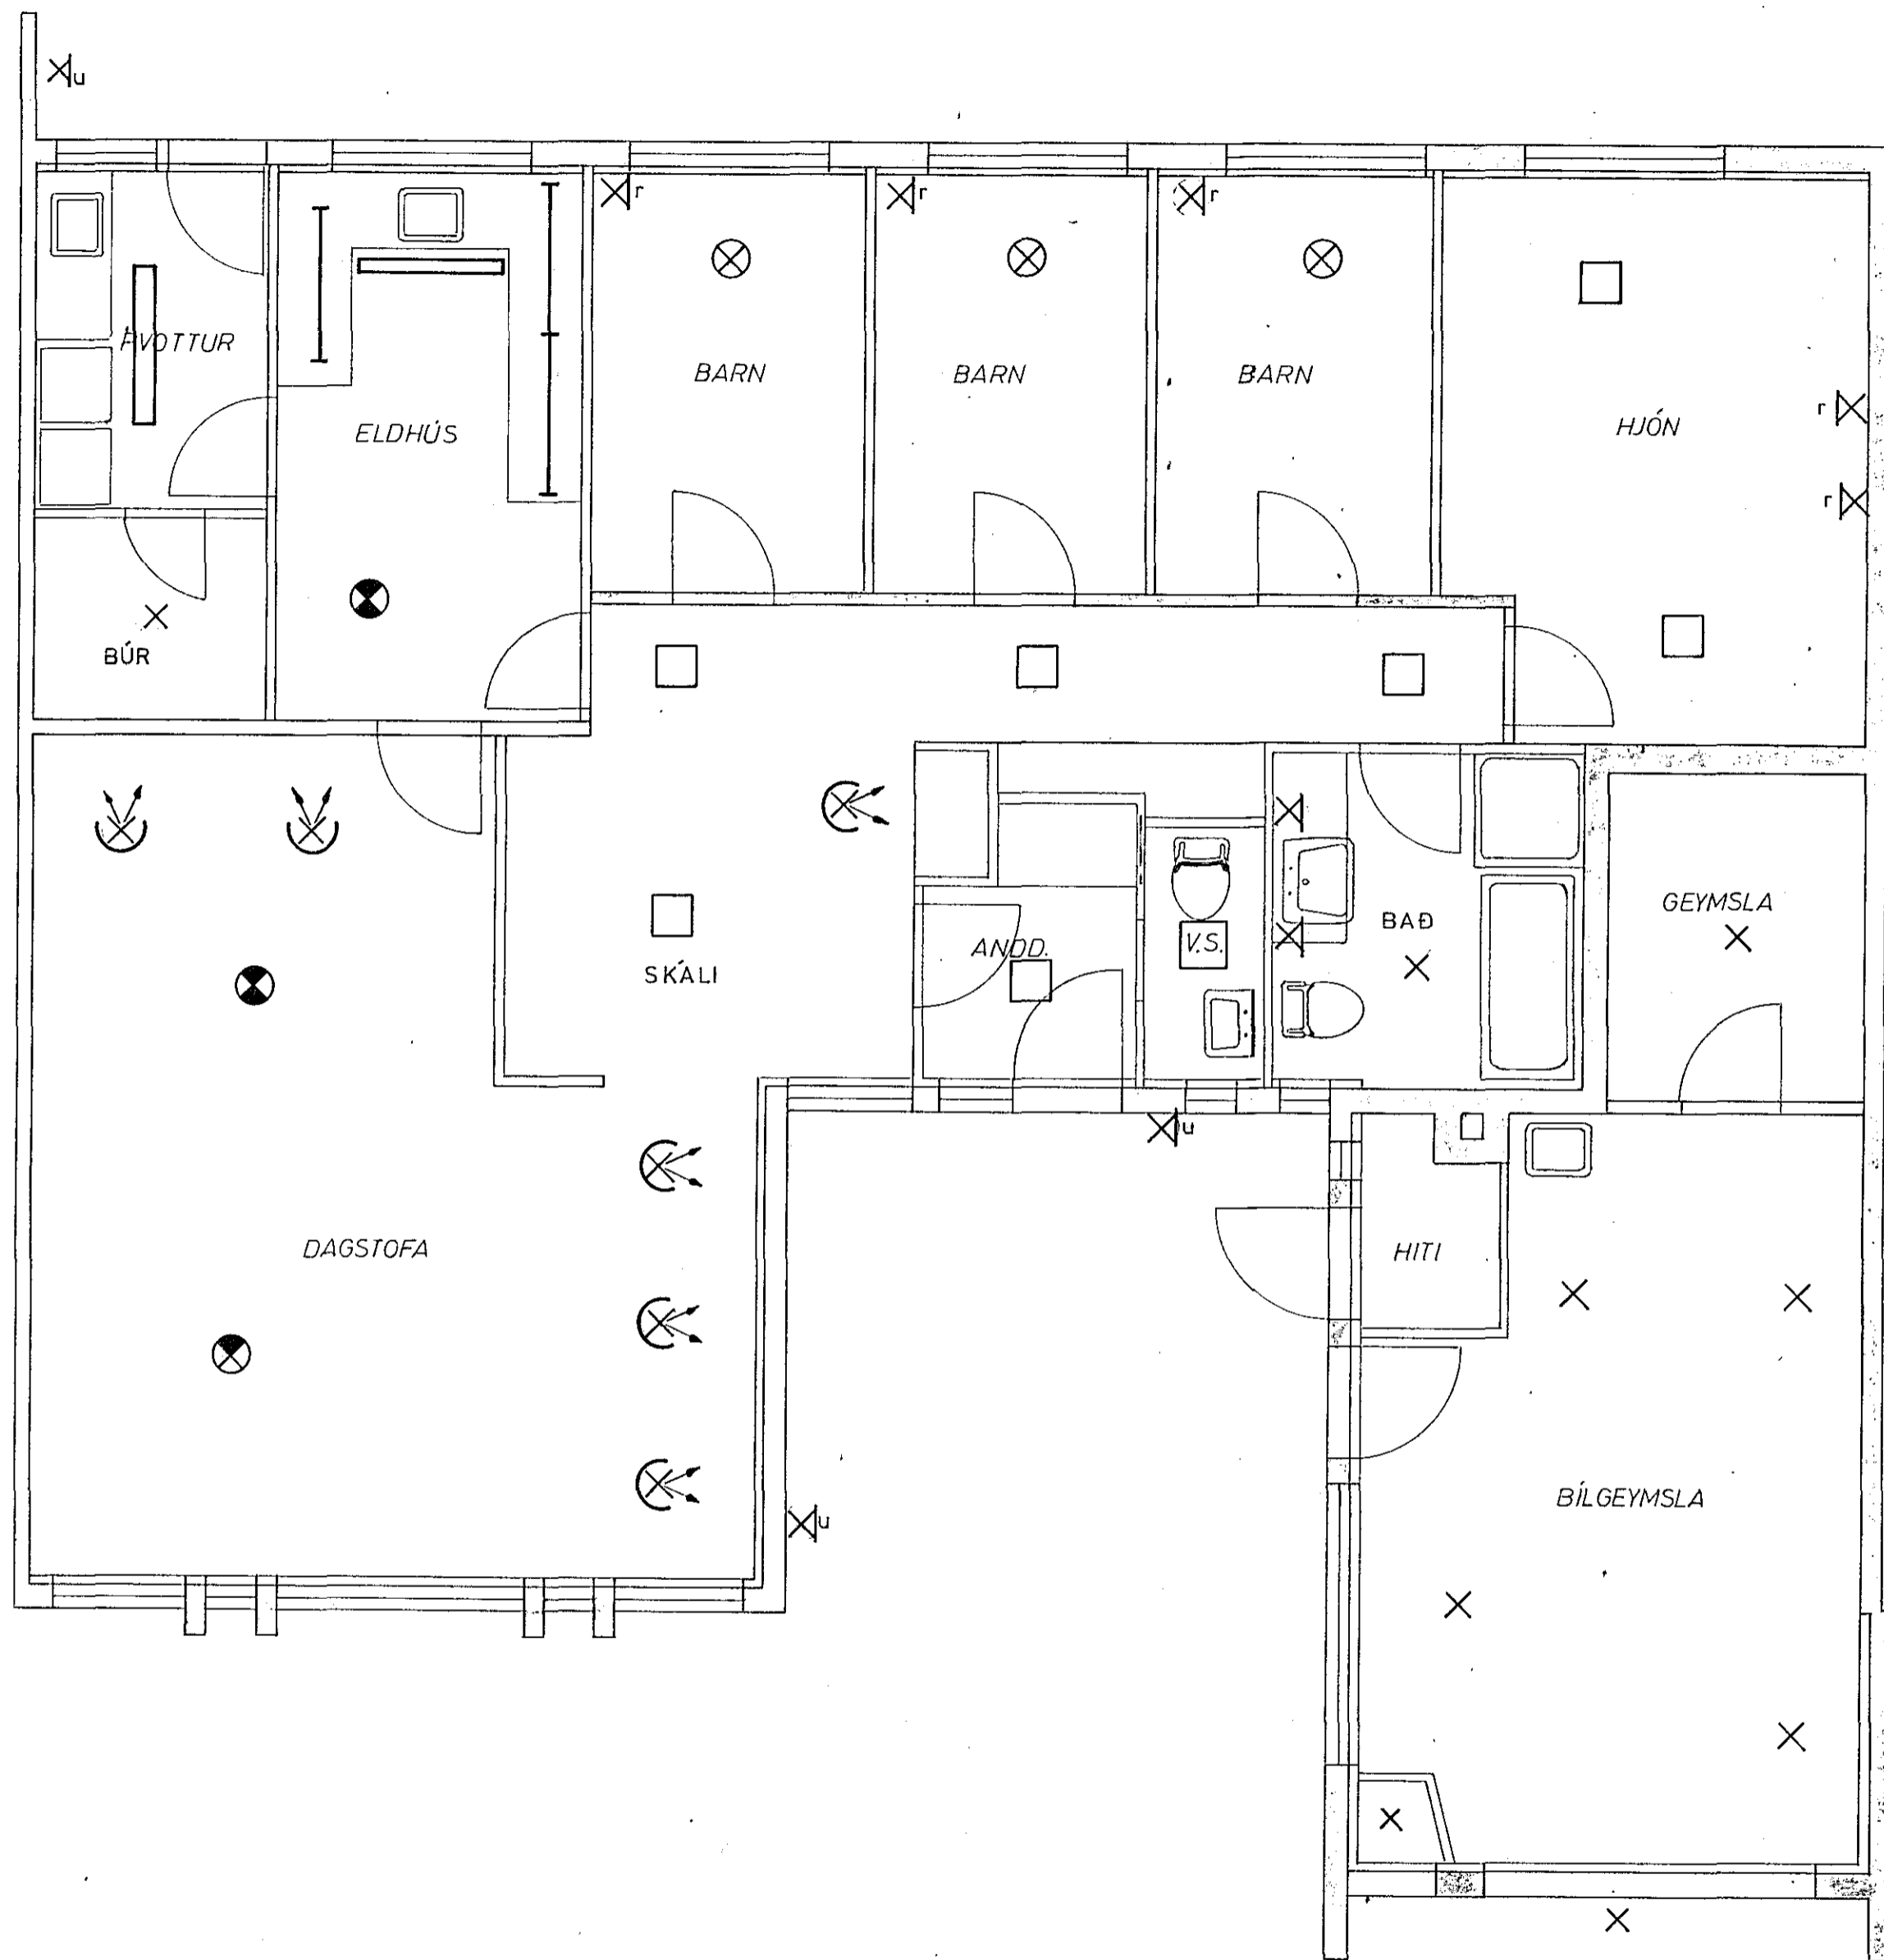 u
r
r
r
ÞVOTTUR
BARN
BARN
BARN
r
ELDHÚS
HJÓN
r
BÚR
GEYMSLA
BAÐ
V.S.
ANDD.
SKÁLI
u
DAGSTOFA
HITI
BÍLGEYMSLA
u